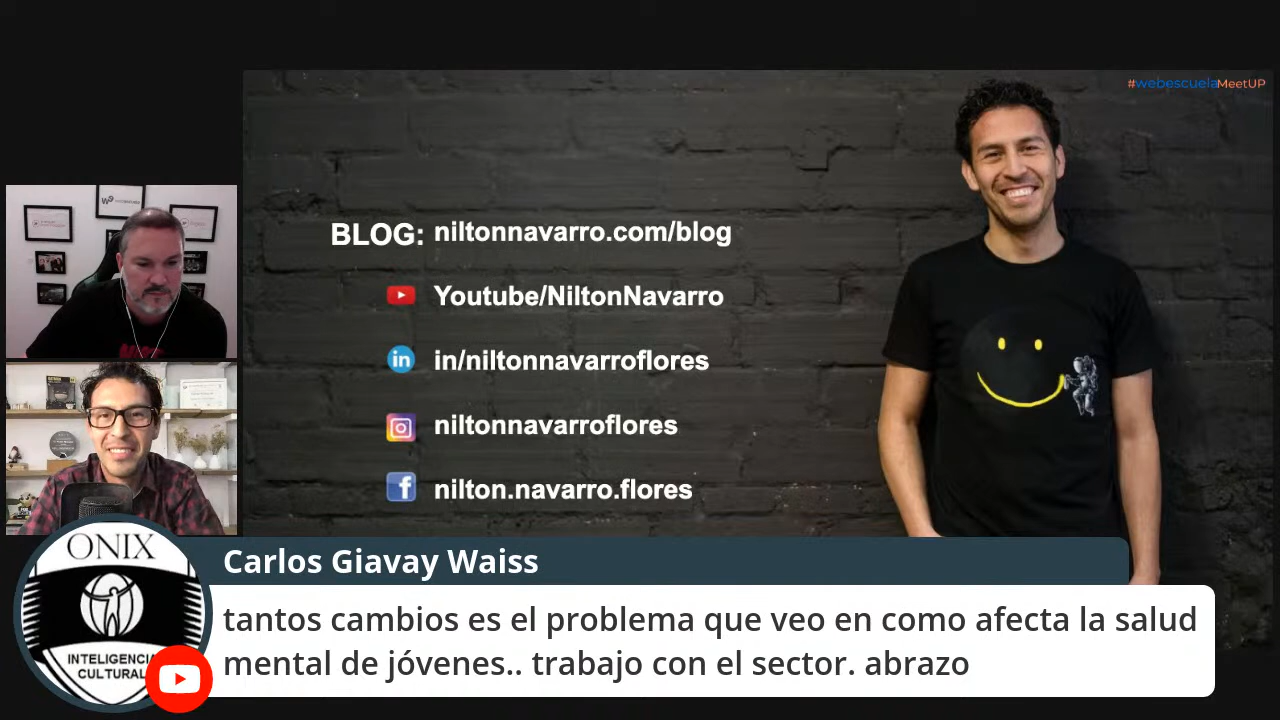 #webescuelaMeetUP
BLOG: niltonnavarro.com/blog
Youtube/NiltonNavarro
in in/niltonnavarroflores
niltonnavarroflores
f nilton.navarro.flores
ONIX
INTELIGENCIA
CULTURAL
Carlos Giavay Waiss
tantos cambios es el problema que veo en como afecta la salud
mental de jóvenes.. trabajo con el sector. abrazo